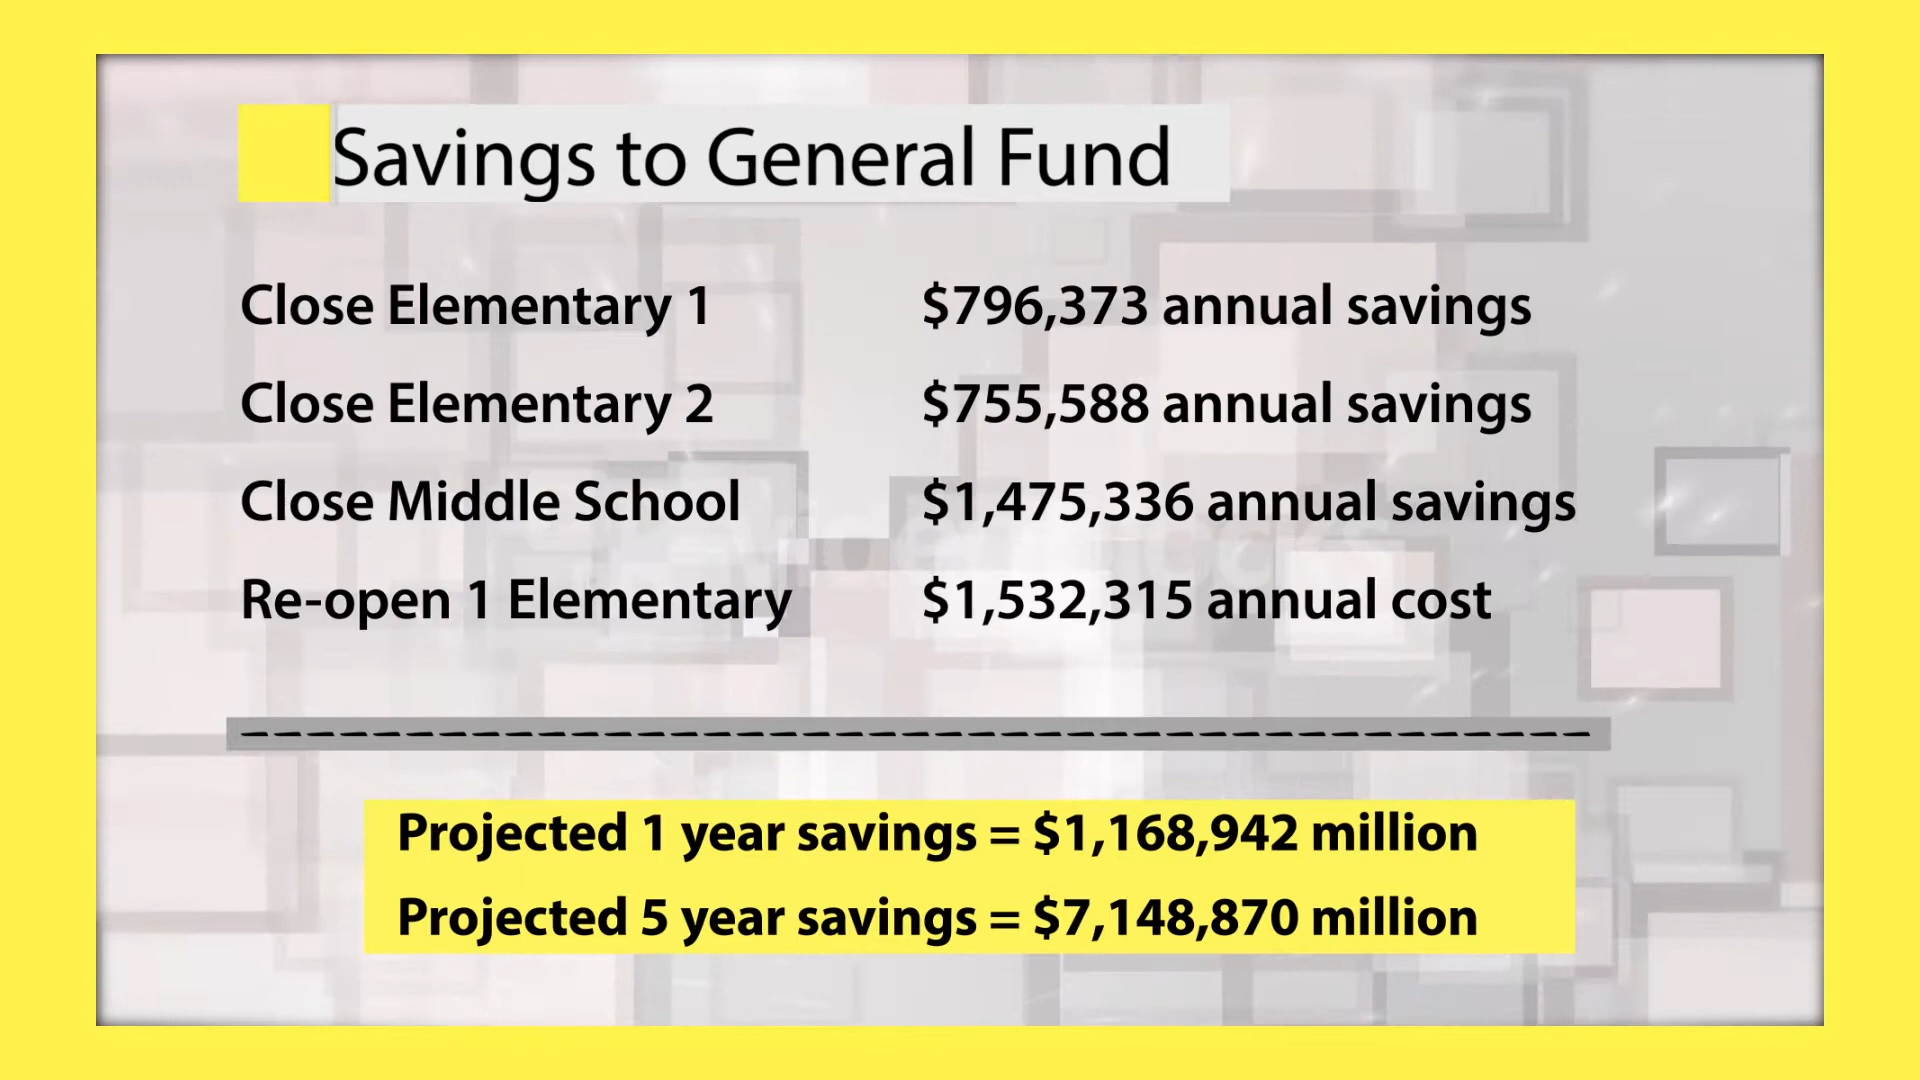 Savings to General Fund
Close Elementary 1 $796,373 annual savings
Close Elementary 2 $755,588 annual savings
Close Middle School $1,475,336 annual savings
Re-open 1 Elementary $1,532,315 annual cost
Projected 1 year savings = $1,168,942 million
Projected 5 year savings = $7,148,870 million